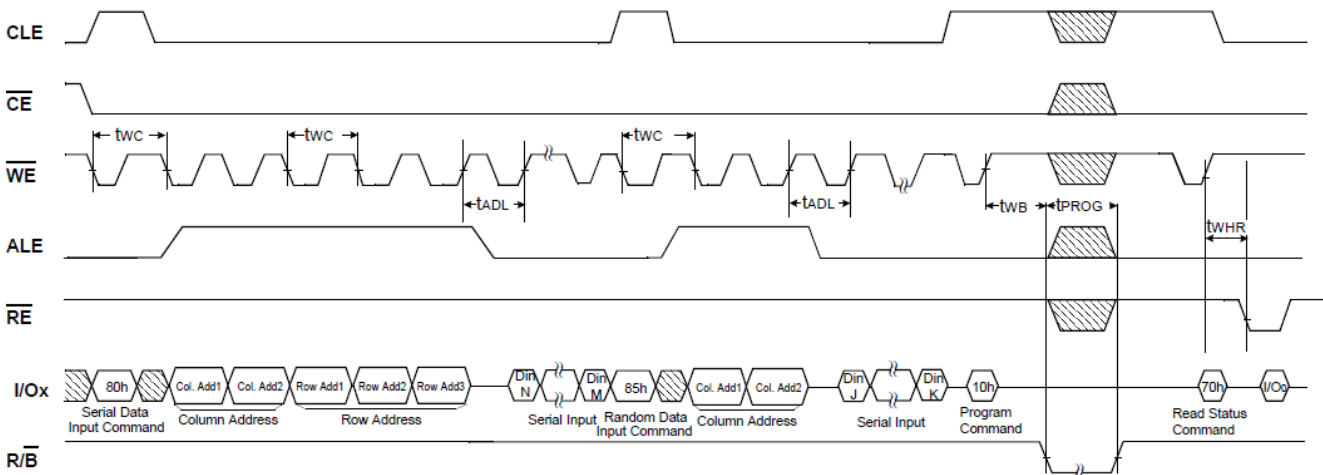 CLE
CE
tWC tWC tWC
WE
tADL tADL tWB tPROG
ALE
tWHR
RE
I/Ox 80h Col. Add1 Col. Add2 Row Add1 Row Add2 Row Add3 Din N Din M 85h Col. Add1 Col. Add2 Din J Din K 10h 70h I/Oo
Serial Data Input Command Column Address Row Address Serial Input Random Data Input Command Column Address Serial Input Program Command Read Status Command
R/B